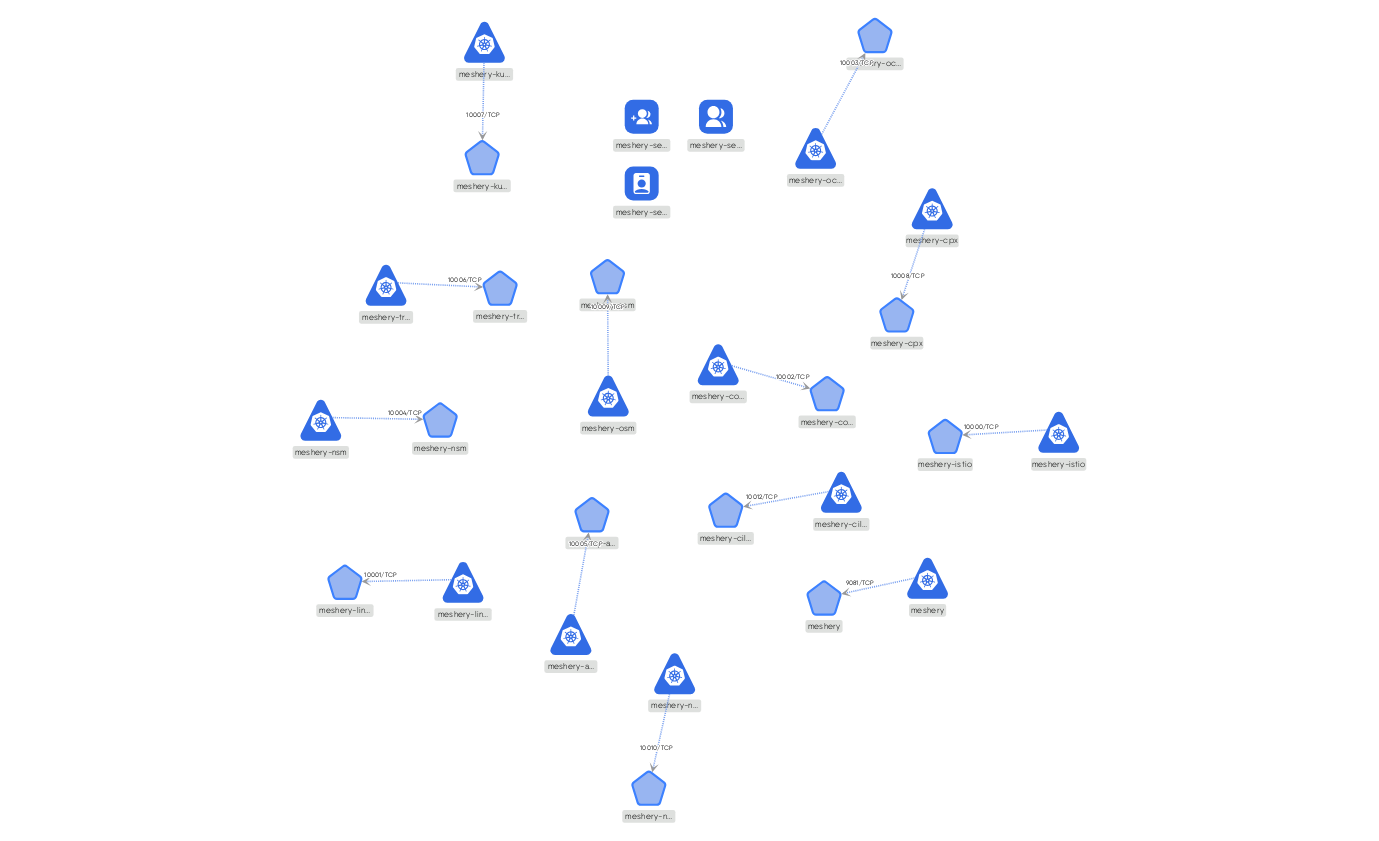 meshery-ku...
10007/TCP
meshery-ku...
10003/TCP
ry-oc...
meshery-oc...
meshery-se...
meshery-se...
meshery-se...
meshery-cpx
10008/TCP
meshery-cpx
10006/TCP
meshery-tr...
meshery-tr...
10009/TCP
meshery-osm
10002/TCP
meshery-co...
meshery-co...
10004/TCP
meshery-nsm
meshery-nsm
10000/TCP
meshery-istio
meshery-istio
10012/TCP
meshery-cil...
meshery-cil...
10005/TCP
-a...
meshery-a...
10001/TCP
meshery-lin...
meshery-lin...
9081/TCP
meshery
meshery
meshery-n...
10010/TCP
meshery-n...